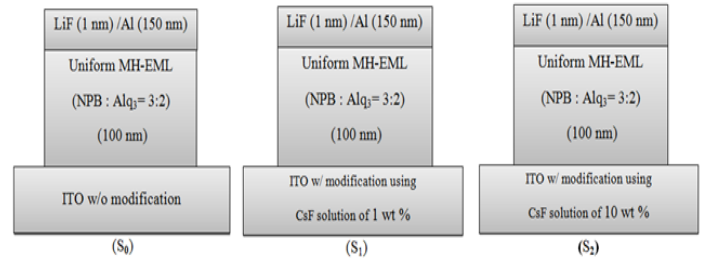 LiF (1 nm) /Al (150 nm)
Uniform MH-EML
(NPB : Alq₃= 3:2)
(100 nm)
ITO w/o modification
(S₀)
LiF (1 nm) /Al (150 nm)
Uniform MH-EML
(NPB : Alq₃= 3:2)
(100 nm)
ITO w/ modification using
CsF solution of 1 wt %
(S₁)
LiF (1 nm) /Al (150 nm)
Uniform MH-EML
(NPB : Alq₃= 3:2)
(100 nm)
ITO w/ modification using
CsF solution of 10 wt %
(S₂)